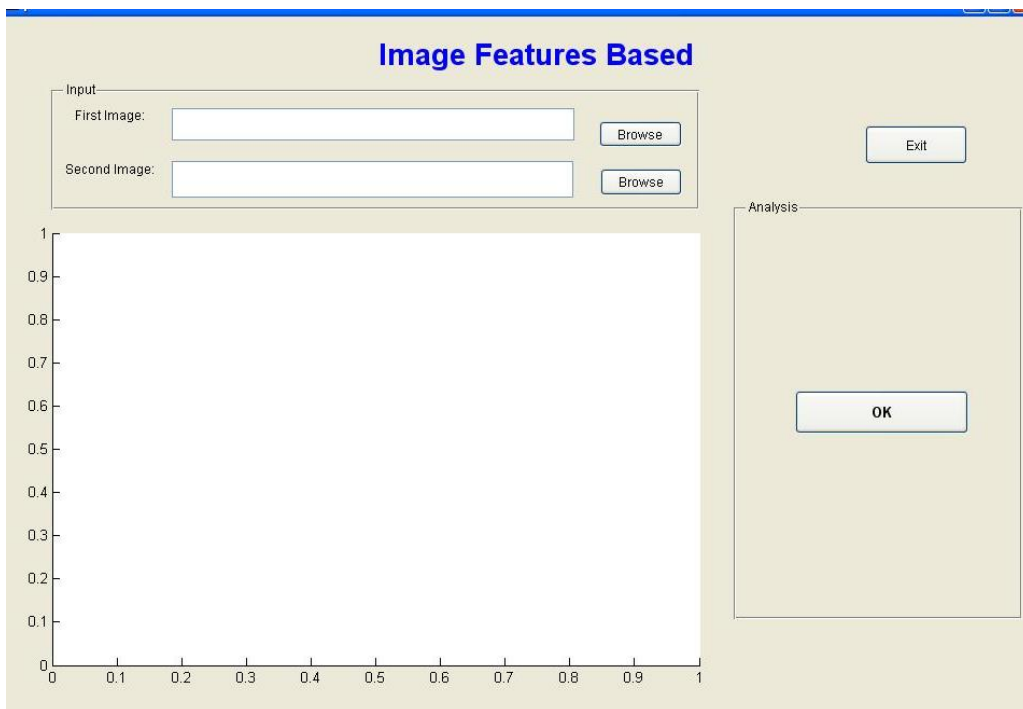 Image Features Based
Input
First Image:
Browse
Second Image:
Browse
Exit
Analysis
OK
1
0.9
0.8
0.7
0.6
0.5
0.4
0.3
0.2
0.1
0
0 0.1 0.2 0.3 0.4 0.5 0.6 0.7 0.8 0.9 1